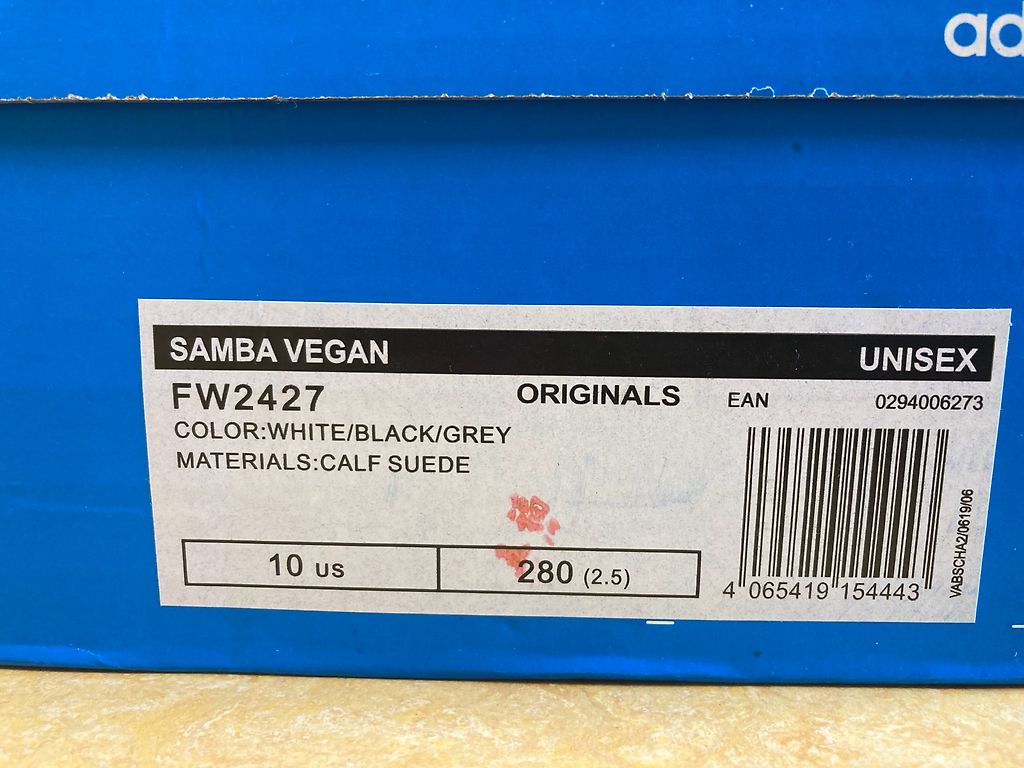 ad
SAMBA VEGAN UNISEX
FW2427 ORIGINALS EAN 0294006273
COLOR:WHITE/BLACK/GREY
MATERIALS:CALF SUEDE
10 US 280 (2.5)
4 065419 154443
VABSCHA2/0619/06